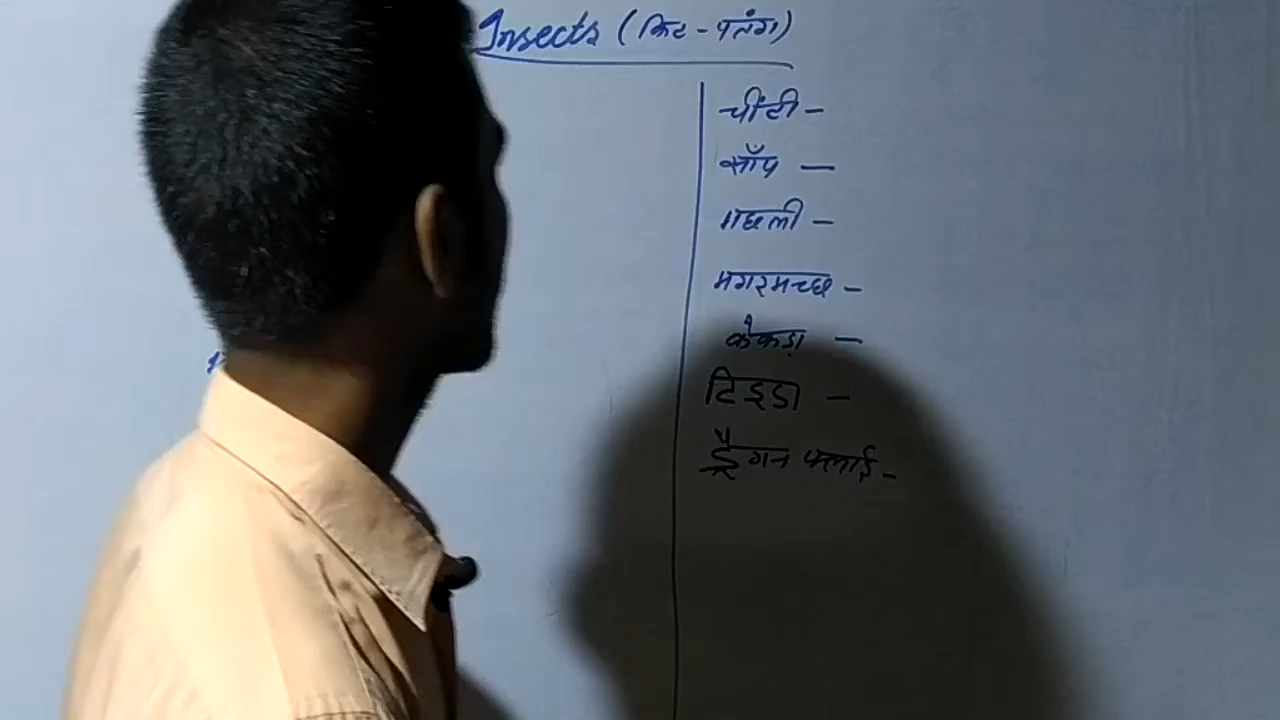 Insects (किट - पतंग)
चींटी -
साँप -
मछली -
मगरमच्छ -
केकड़ा -
टिड्डा -
ड्रैगन फ्लाई -